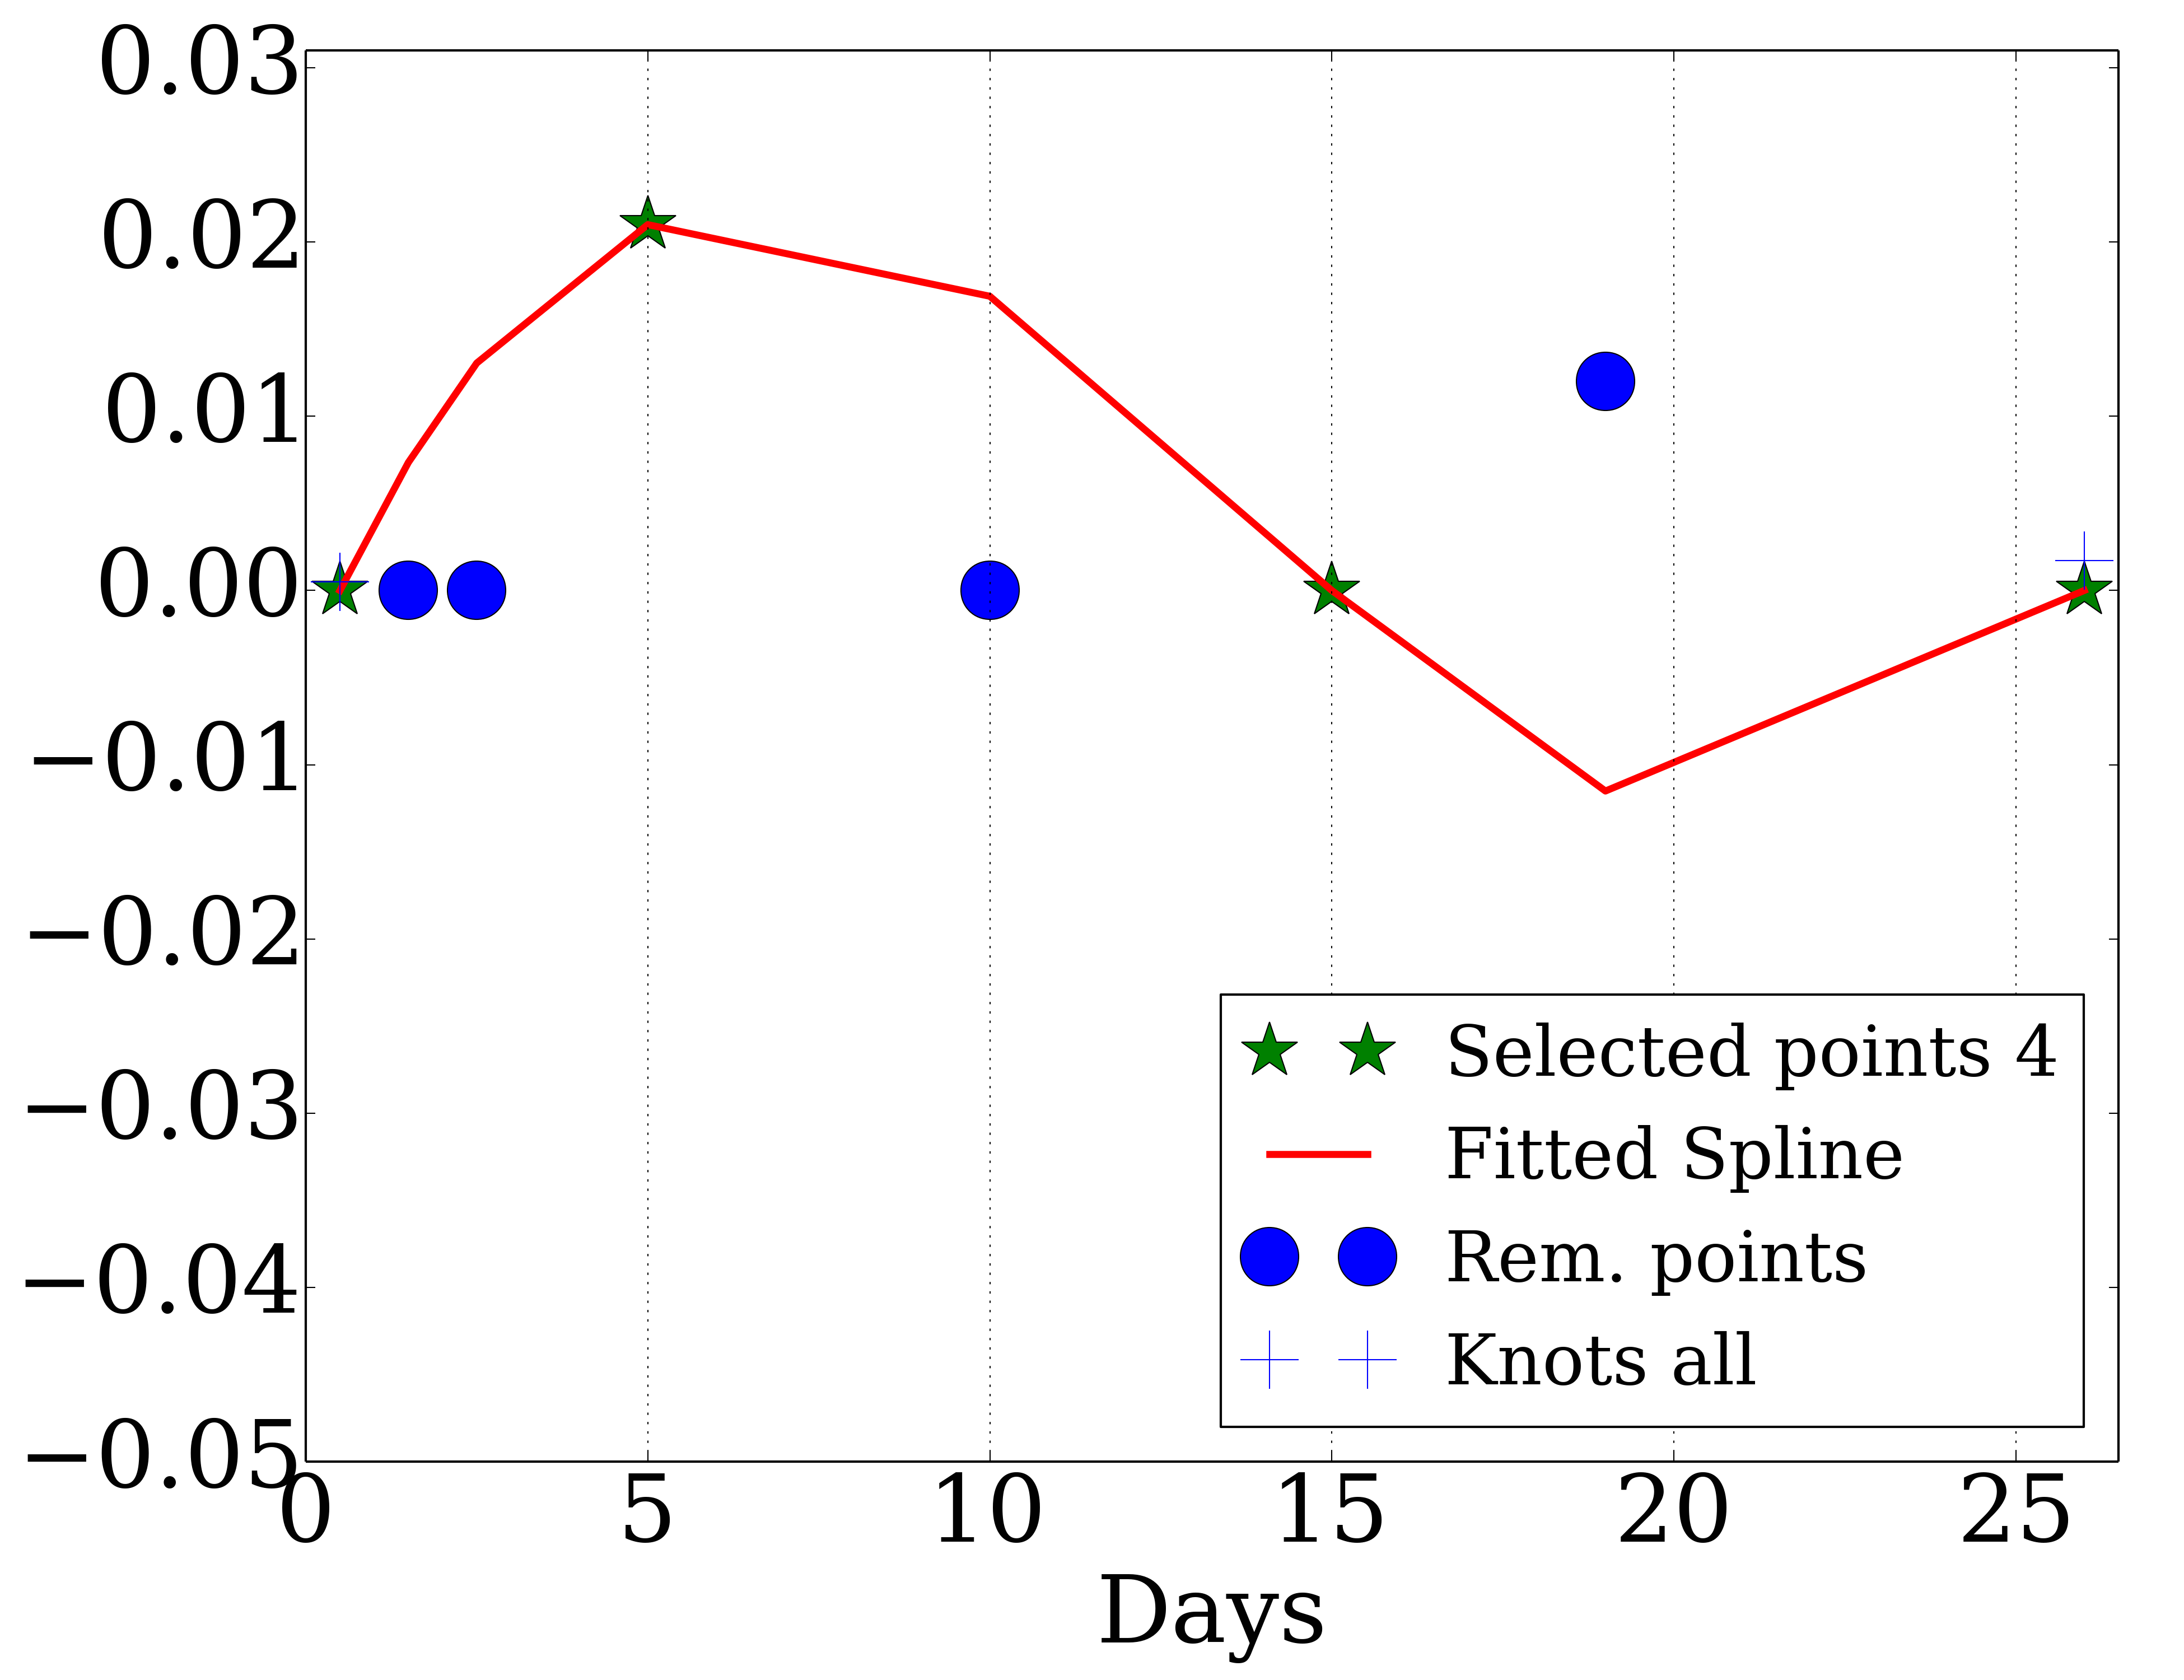 0.03
0.02
0.01
0.00
−0.01
−0.02
−0.03
−0.04
−0.05
0 5 10 15 20 25
Days
Selected points 4
Fitted Spline
Rem. points
Knots all